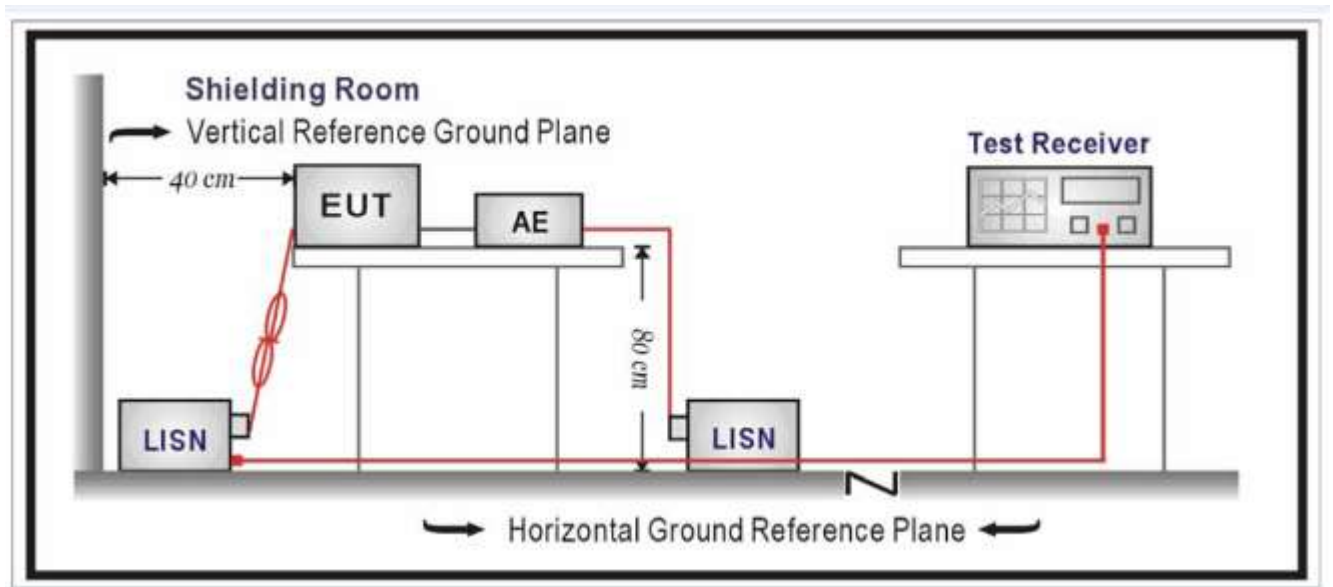 Shielding Room
Vertical Reference Ground Plane
Test Receiver
40 cm
EUT
AE
80 cm
LISN
LISN
Horizontal Ground Reference Plane